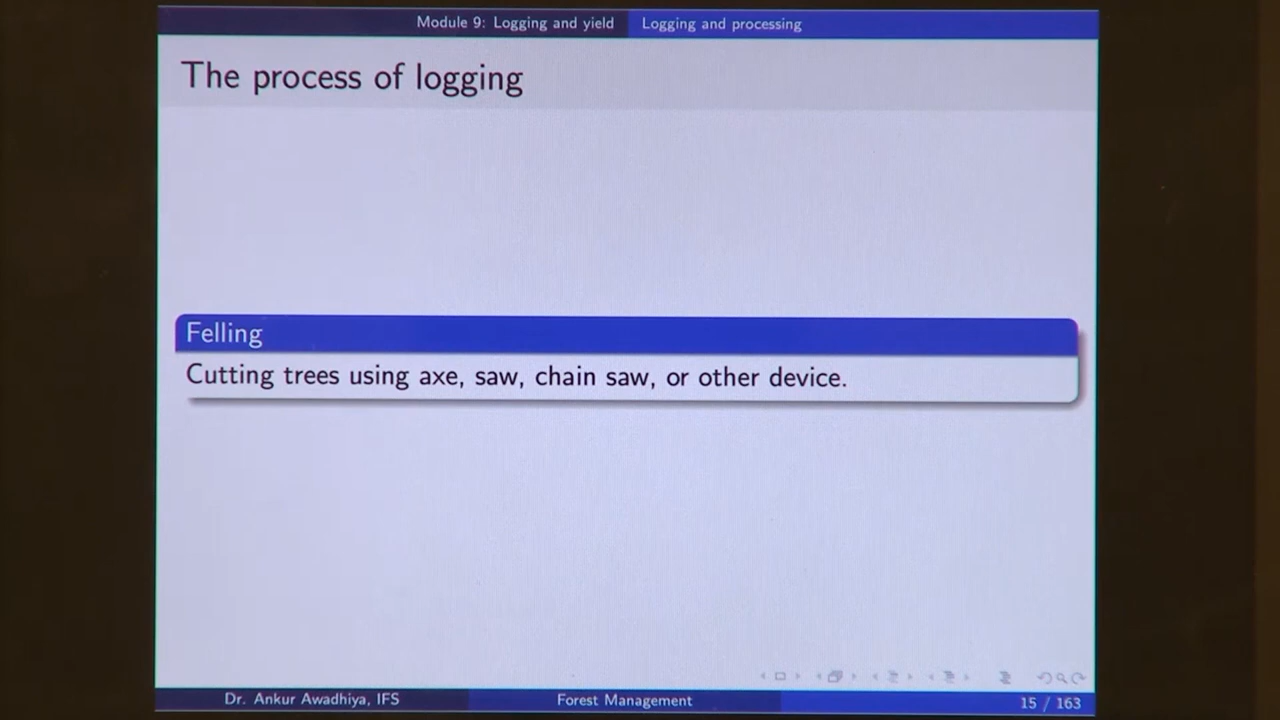 Module 9: Logging and yield Logging and processing
The process of logging
Felling
Cutting trees using axe, saw, chain saw, or other device.
Dr. Ankur Awadhiya, IFS Forest Management 15 / 163